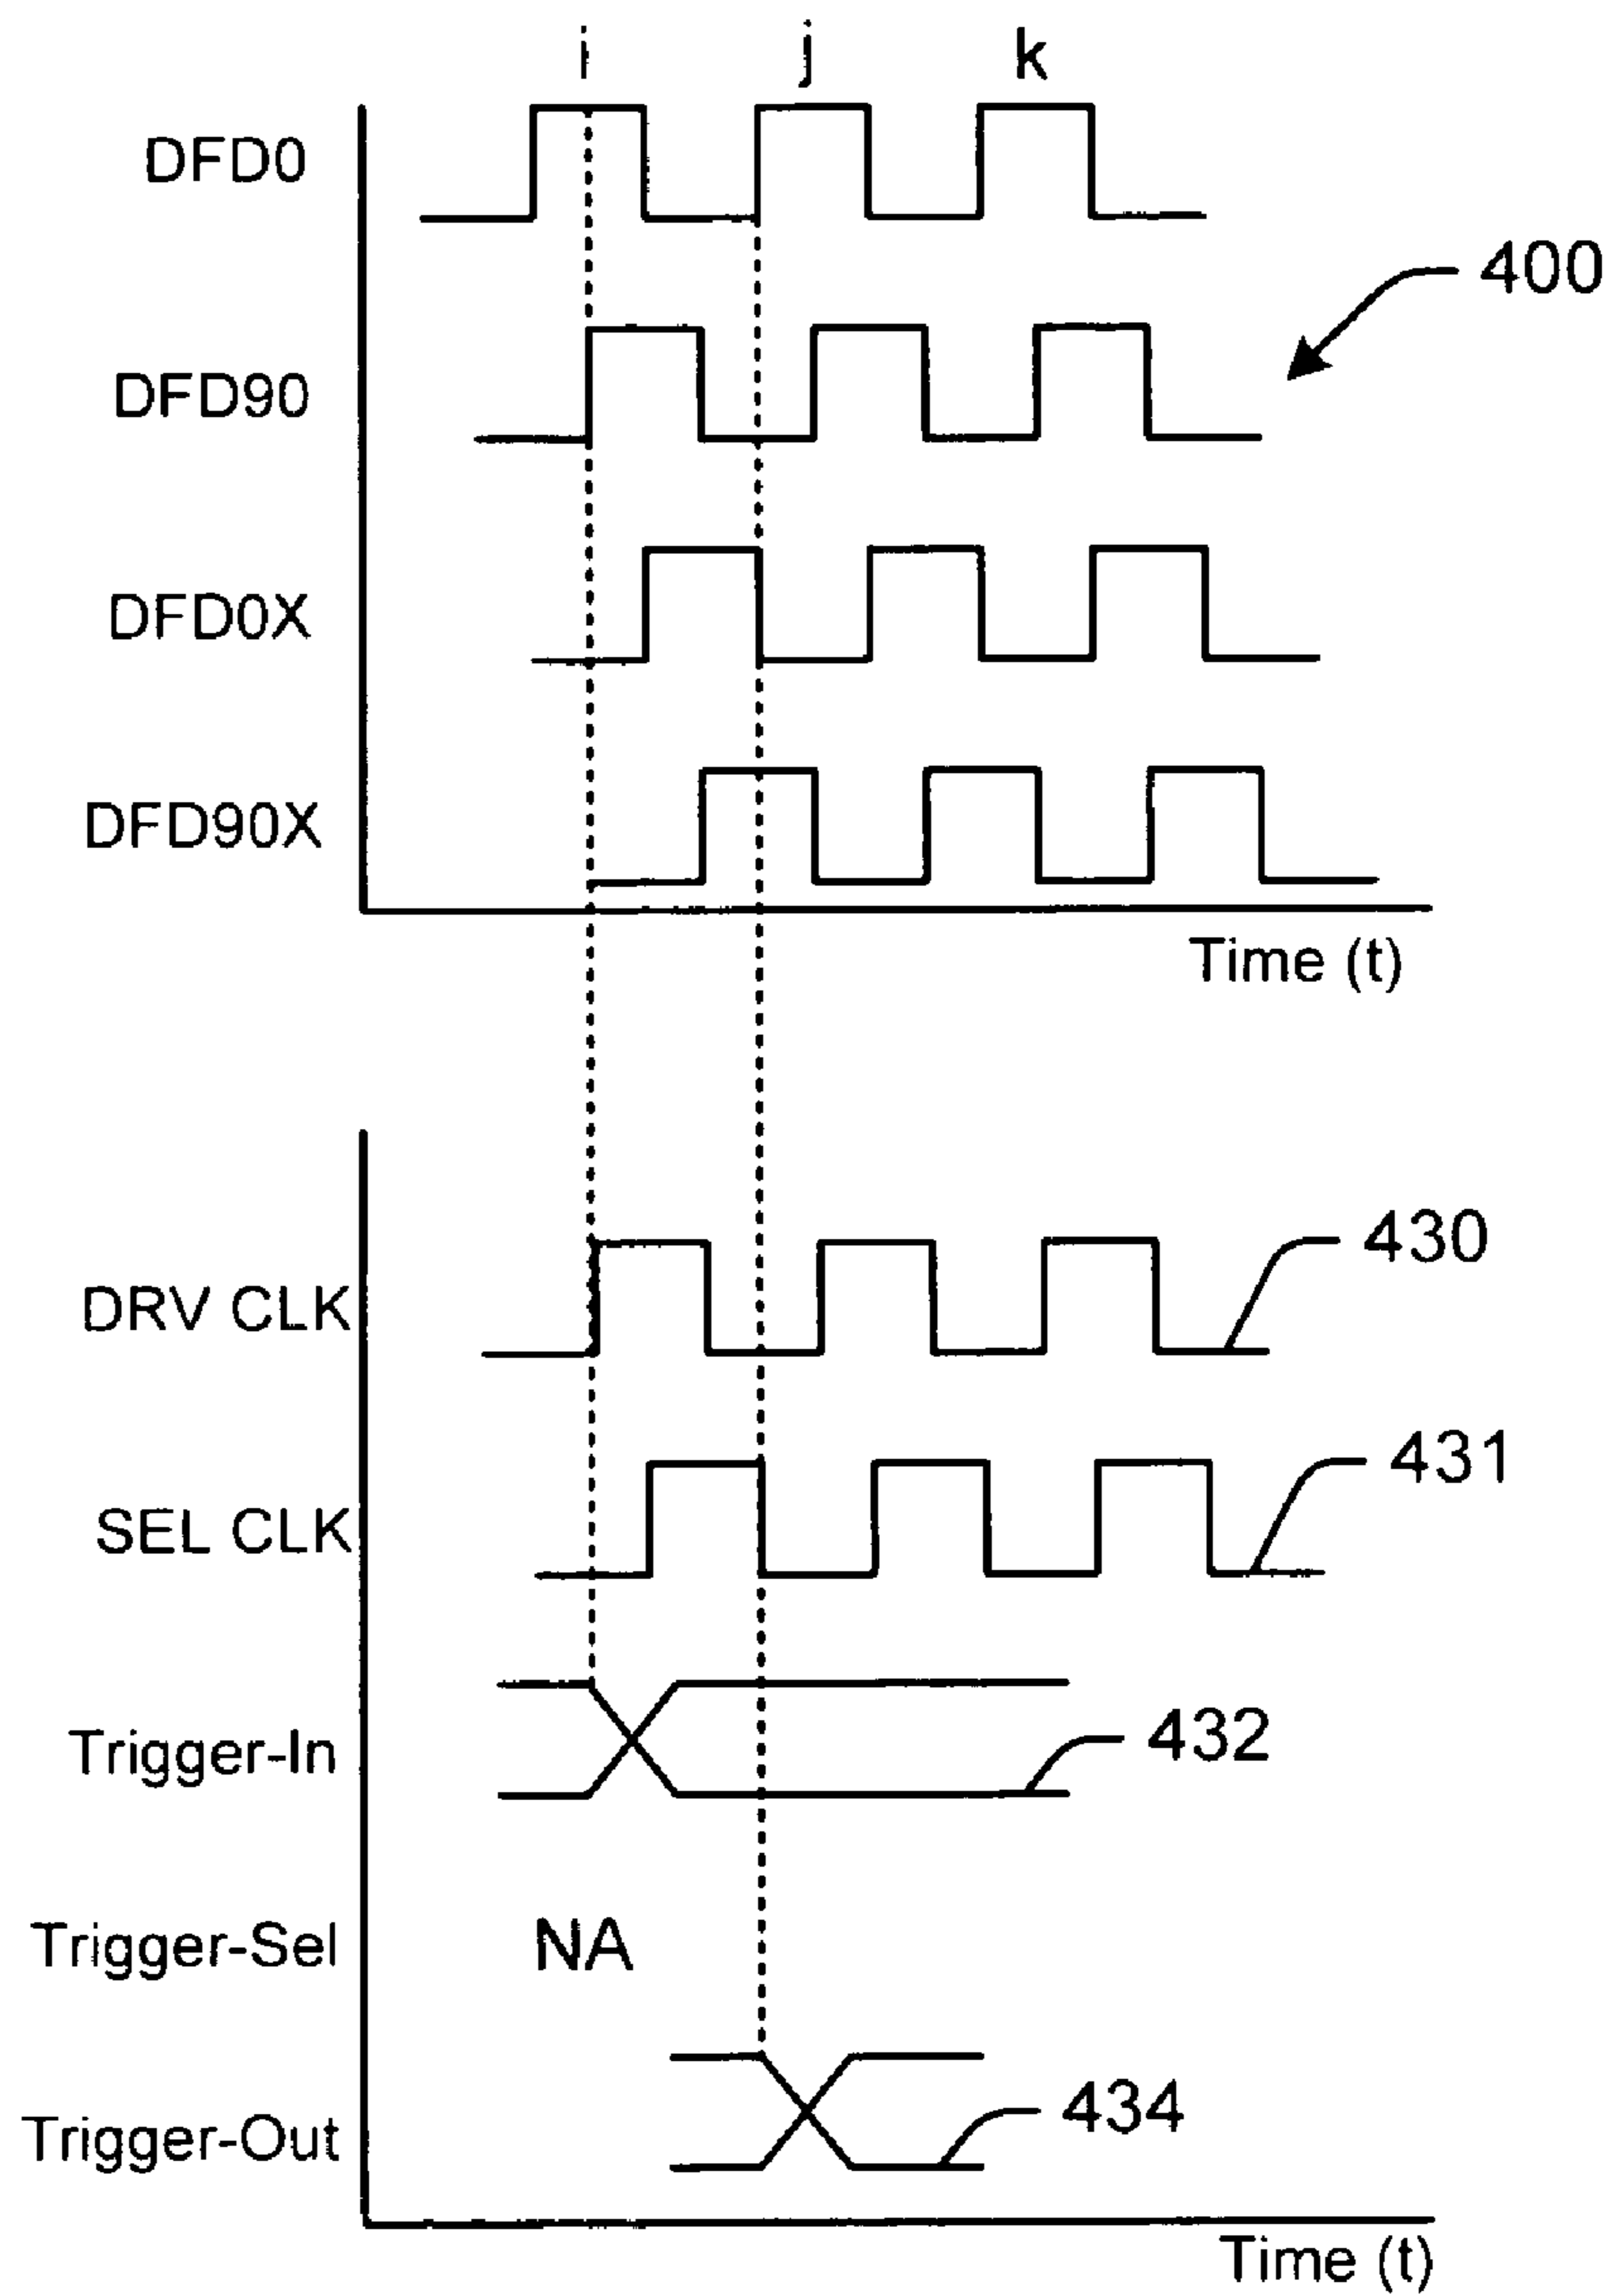 i j k
DFD0
400
DFD90
DFD0X
DFD90X
Time (t)
430
DRV CLK
431
SEL CLK
432
Trigger-In
Trigger-Sel NA
434
Trigger-Out
Time (t)